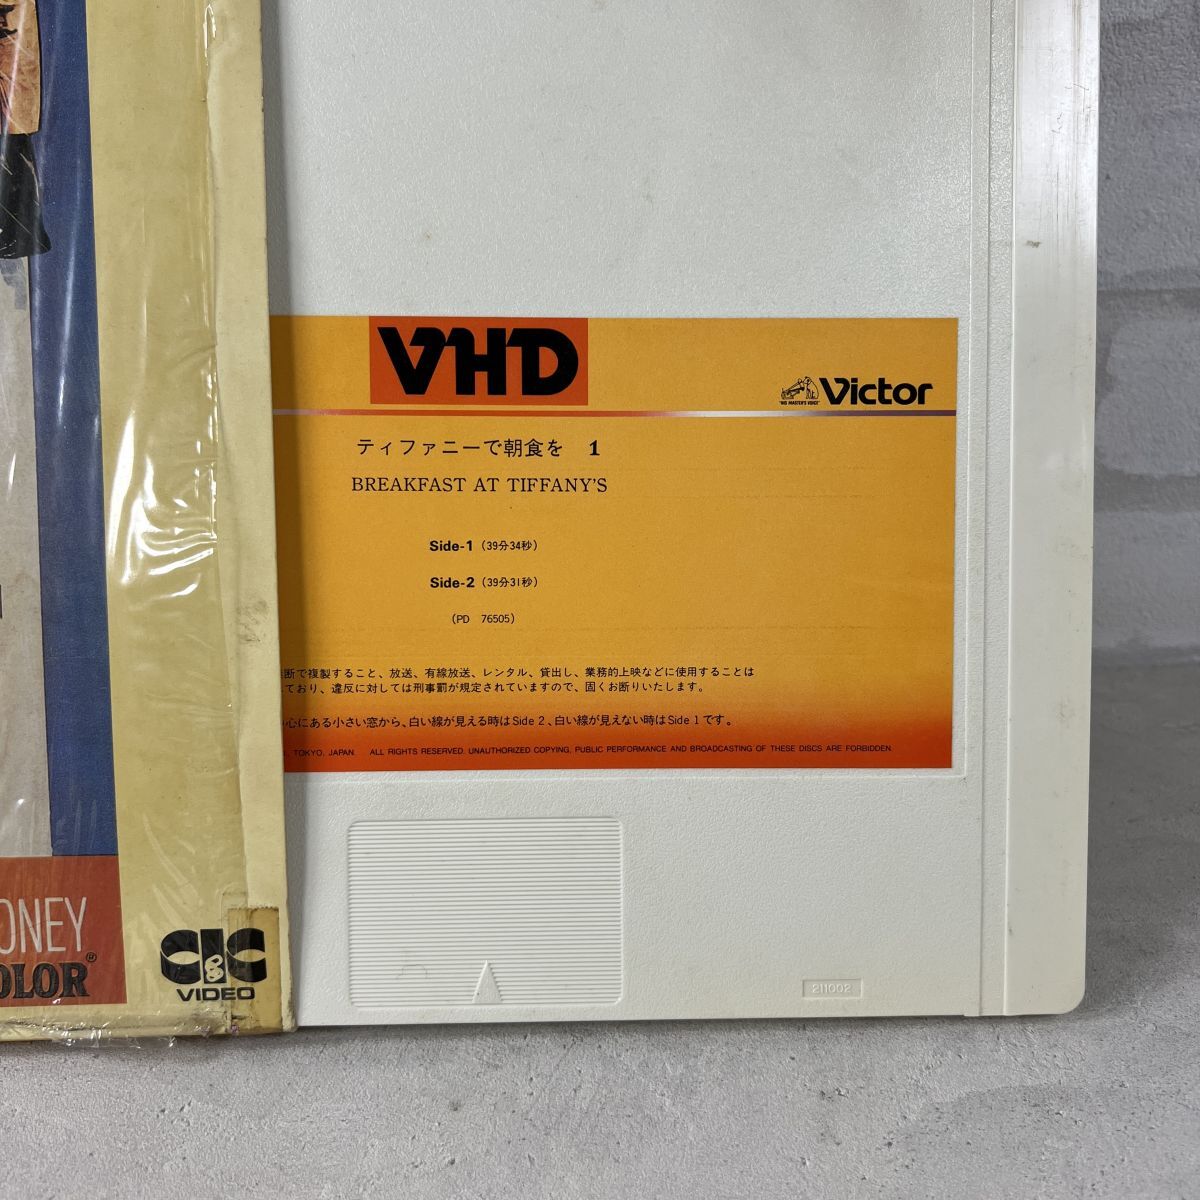 VHD
"HIS MASTER'S VOICE"
Victor
ティファニーで朝食を 1
BREAKFAST AT TIFFANY'S
Side-1 (39分34秒)
Side-2 (39分31秒)
(PD 76505)
断で複製すること、放送、有線放送、レンタル、貸出し、業務的上映などに使用することは
ており、違反に対しては刑事罰が規定されていますので、固くお断りいたします。
心にある小さい窓から、白い線が見える時はSide 2、白い線が見えない時はSide 1です。
TOKYO, JAPAN. ALL RIGHTS RESERVED. UNAUTHORIZED COPYING, PUBLIC PERFORMANCE AND BROADCASTING OF THESE DISCS ARE FORBIDDEN.
211002
ONEY
OLOR®
CIC
VIDEO